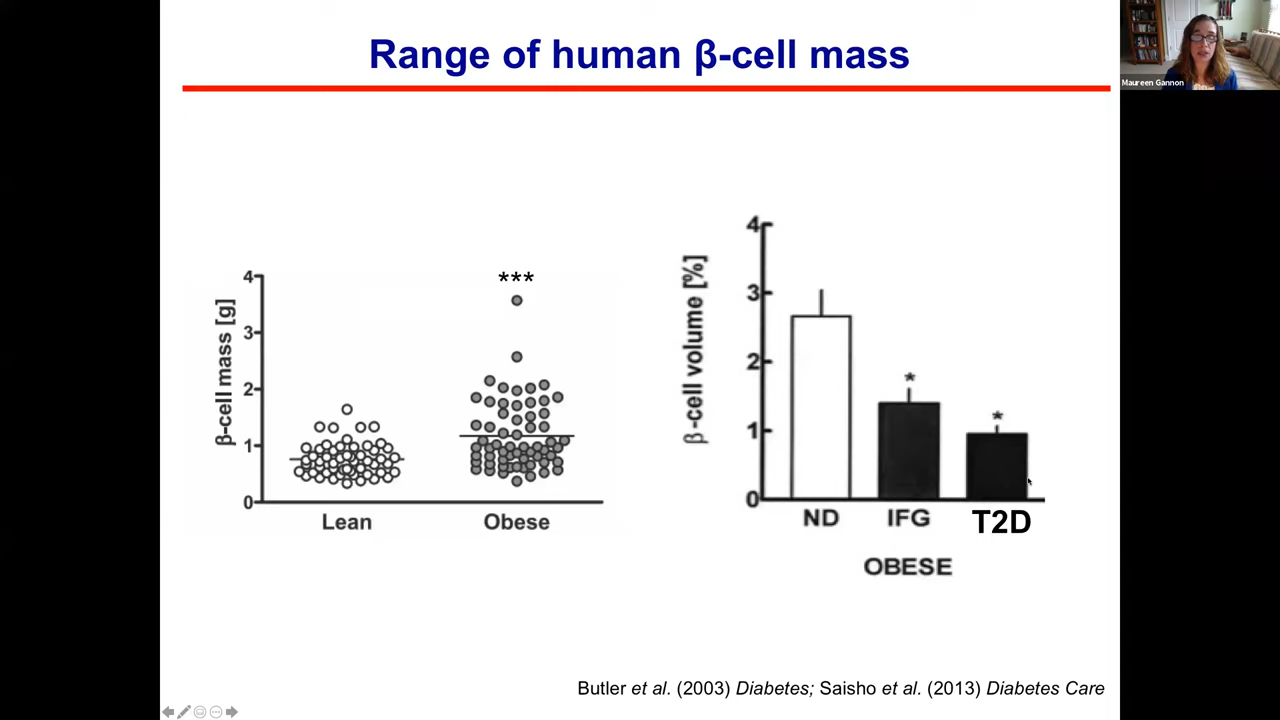 Range of human β-cell mass
Maureen Gannon
β-cell mass [g]
4
3
2
1
0
***
Lean
Obese
β-cell volume [%]
4
3
2
1
0
*
*
ND
IFG
T2D
OBESE
Butler et al. (2003) Diabetes; Saisho et al. (2013) Diabetes Care